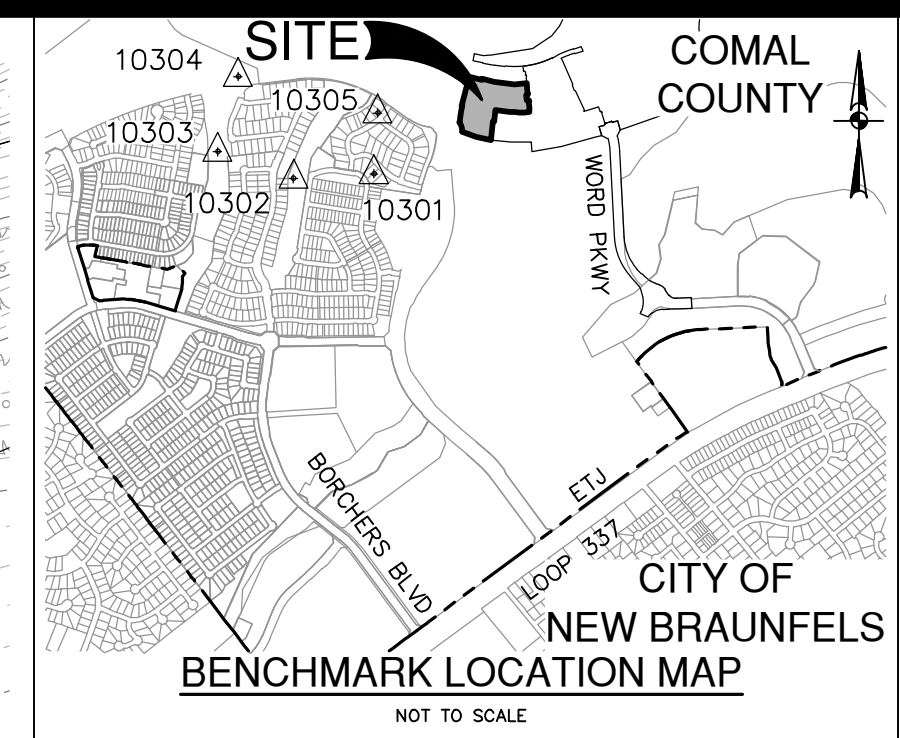 SITE
COMAL
COUNTY
10304
10305
10303
10302
10301
WORD PKWY
BORCHERS BLVD
ETJ
LOOP 337
CITY OF
NEW BRAUNFELS
BENCHMARK LOCATION MAP
NOT TO SCALE